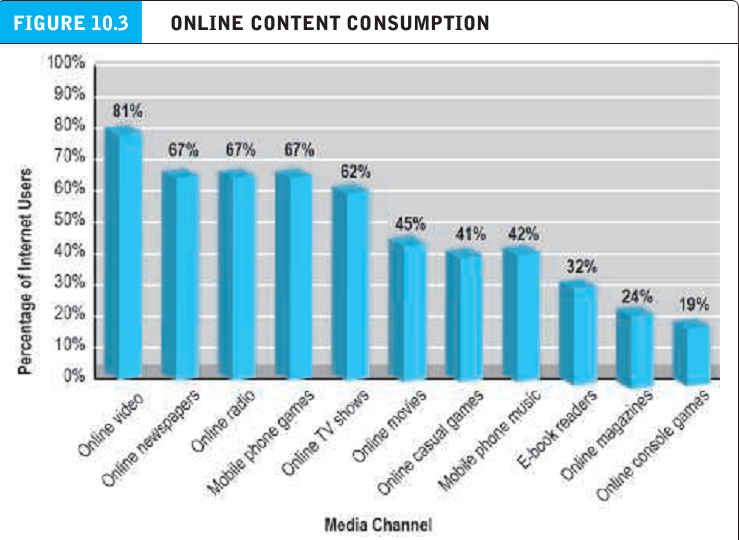 FIGURE 10.3 ONLINE CONTENT CONSUMPTION
100%
90%
80%
70%
60%
50%
40%
30%
20%
10%
0%
Percentage of Internet Users
81%
67%
67%
67%
62%
45%
41%
42%
32%
24%
19%
Online video
Online newspapers
Online radio
Mobile phone games
Online TV shows
Online movies
Online casual games
Mobile phone music
E-book readers
Online magazines
Online console games
Media Channel